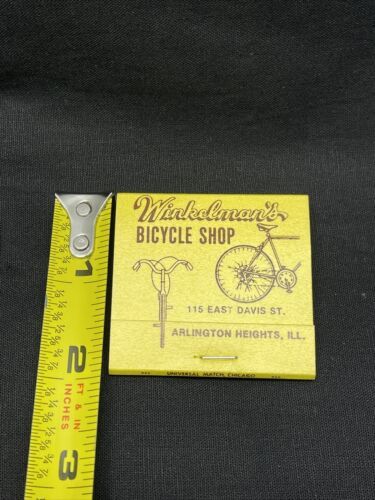 Winkelman's
BICYCLE SHOP
115 EAST DAVIS ST.
ARLINGTON HEIGHTS, ILL.
UNIVERSAL MATCH, CHICAGO
1
2
3
FT & IN
INCHES